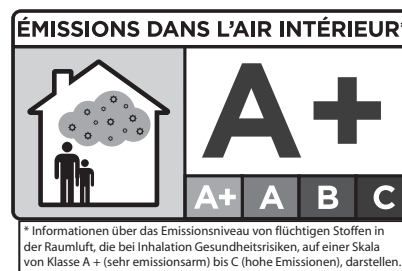 ÉMISSIONS DANS L'AIR INTÉRIEUR*
A+
A+ A B C
* Informationen über das Emissionsniveau von flüchtigen Stoffen in
der Raumluft, die bei Inhalation Gesundheitsrisiken, auf einer Skala
von Klasse A + (sehr emissionsarm) bis C (hohe Emissionen), darstellen.